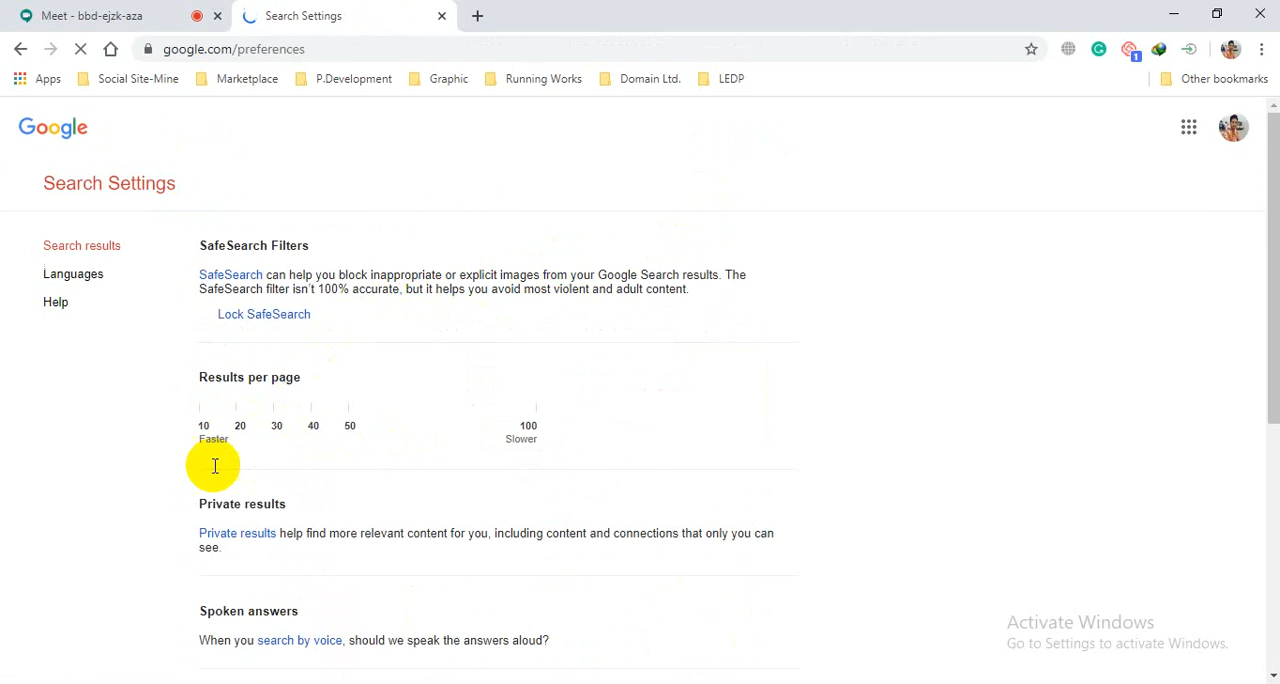 Meet - bbd-ejzk-aza
Search Settings
google.com/preferences
1
Apps
Social Site-Mine
Marketplace
P.Development
Graphic
Running Works
Domain Ltd.
LEDP
Other bookmarks
Google
Search Settings
Search results
Languages
Help
SafeSearch Filters
SafeSearch can help you block inappropriate or explicit images from your Google Search results. The
SafeSearch filter isn't 100% accurate, but it helps you avoid most violent and adult content.
Lock SafeSearch
Results per page
10 20 30 40 50 100
Faster Slower
Private results
Private results help find more relevant content for you, including content and connections that only you can
see.
Spoken answers
When you search by voice, should we speak the answers aloud?
Activate Windows
Go to Settings to activate Windows.